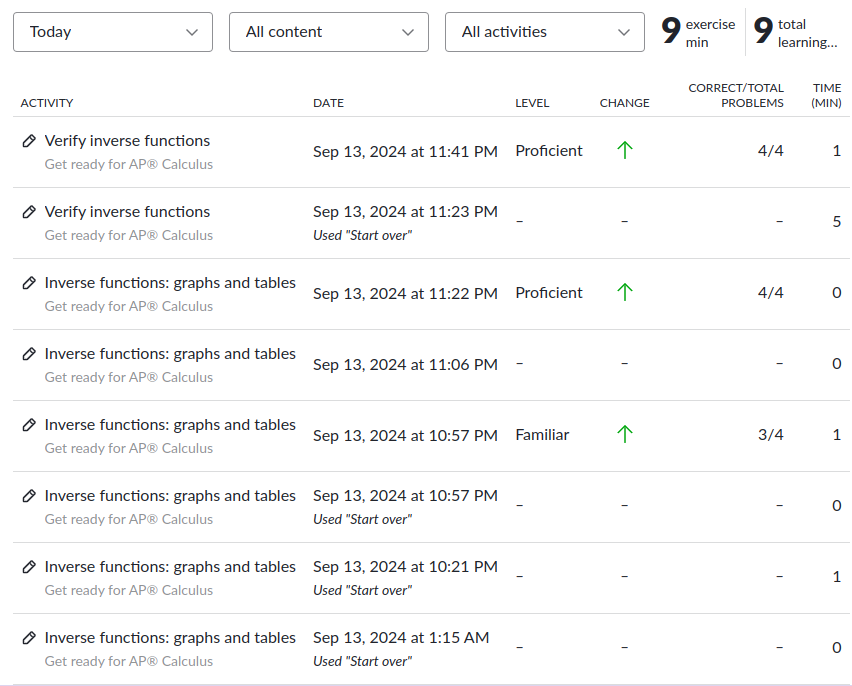 Today
All content
All activities
9 exercise min
9 total learning...
ACTIVITY DATE LEVEL CHANGE CORRECT/TOTAL PROBLEMS TIME (MIN)
Verify inverse functions
Get ready for AP® Calculus
Sep 13, 2024 at 11:41 PM Proficient ↑ 4/4 1
Verify inverse functions
Get ready for AP® Calculus
Sep 13, 2024 at 11:23 PM
Used "Start over"
– – – 5
Inverse functions: graphs and tables
Get ready for AP® Calculus
Sep 13, 2024 at 11:22 PM Proficient ↑ 4/4 0
Inverse functions: graphs and tables
Get ready for AP® Calculus
Sep 13, 2024 at 11:06 PM – – – 0
Inverse functions: graphs and tables
Get ready for AP® Calculus
Sep 13, 2024 at 10:57 PM Familiar ↑ 3/4 1
Inverse functions: graphs and tables
Get ready for AP® Calculus
Sep 13, 2024 at 10:57 PM
Used "Start over"
– – – 0
Inverse functions: graphs and tables
Get ready for AP® Calculus
Sep 13, 2024 at 10:21 PM
Used "Start over"
– – – 1
Inverse functions: graphs and tables
Get ready for AP® Calculus
Sep 13, 2024 at 1:15 AM
Used "Start over"
– – – 0